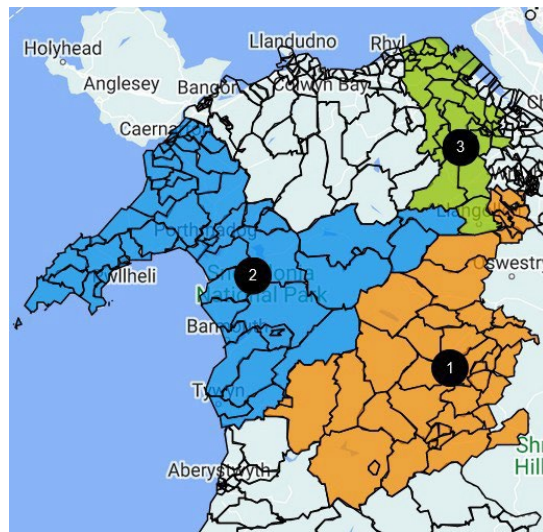 Holyhead
Llandudno
Rhyl
Anglesey
Bangor
Colwyn Bay
Caerna
3
Llangollen
Porthmadog
Pwllheli
2
Snowdonia
National Park
Oswestry
Barmouth
1
Tywyn
Aberystwyth
Shr
Hill